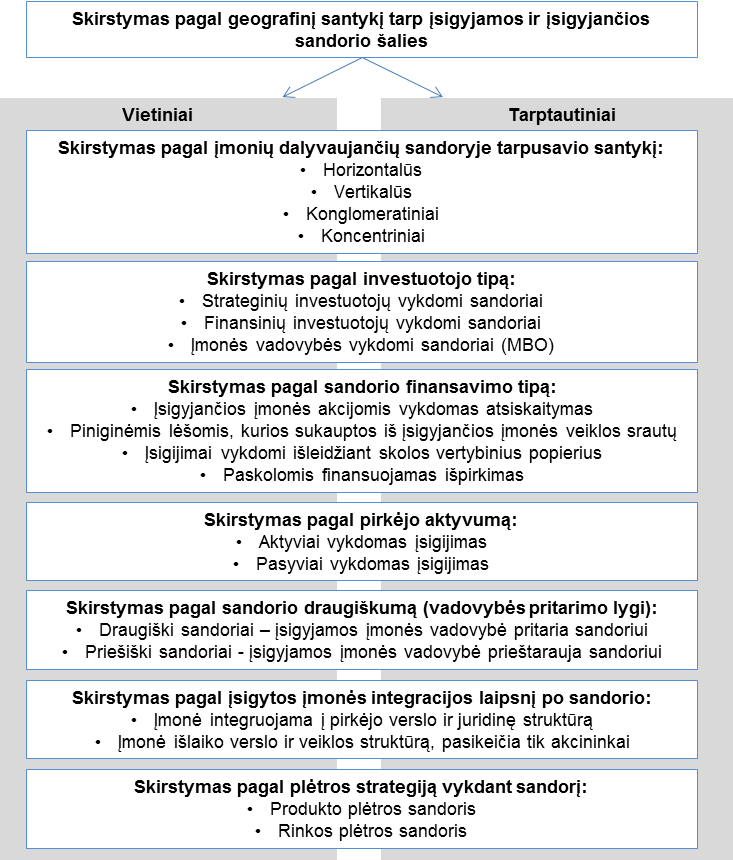 Skirstymas pagal geografinį santykį tarp įsigyjamos ir įsigyjančios
sandorio šalies
Vietiniai
Tarptautiniai
Skirstymas pagal įmonių dalyvaujančių sandoryje tarpusavio santykį:
• Horizontalūs
• Vertikalūs
• Konglomeratiniai
• Koncentriniai
Skirstymas pagal investuotojo tipą:
• Strateginių investuotojų vykdomi sandoriai
• Finansinių investuotojų vykdomi sandoriai
• Įmonės vadovybės vykdomi sandoriai (MBO)
Skirstymas pagal sandorio finansavimo tipą:
• Įsigyjančios įmonės akcijomis vykdomas atsiskaitymas
• Piniginėmis lėšomis, kurios sukauptos iš įsigyjančios įmonės veiklos srautų
• Įsigijimai vykdomi išleidžiant skolos vertybinius popierius
• Paskolomis finansuojamas išpirkimas
Skirstymas pagal pirkėjo aktyvumą:
• Aktyviai vykdomas įsigijimas
• Pasyviai vykdomas įsigijimas
Skirstymas pagal sandorio draugiškumą (vadovybės pritarimo lygi):
• Draugiški sandoriai – įsigyjamos įmonės vadovybė pritaria sandoriui
• Priešiški sandoriai - įsigyjamos įmonės vadovybė prieštarauja sandoriui
Skirstymas pagal įsigytos įmonės integracijos laipsnį po sandorio:
• Įmonė integruojama į pirkėjo verslo ir juridinę struktūrą
• Įmonė išlaiko verslo ir veiklos struktūrą, pasikeičia tik akcininkai
Skirstymas pagal plėtros strategiją vykdant sandorį:
• Produkto plėtros sandoris
• Rinkos plėtros sandoris